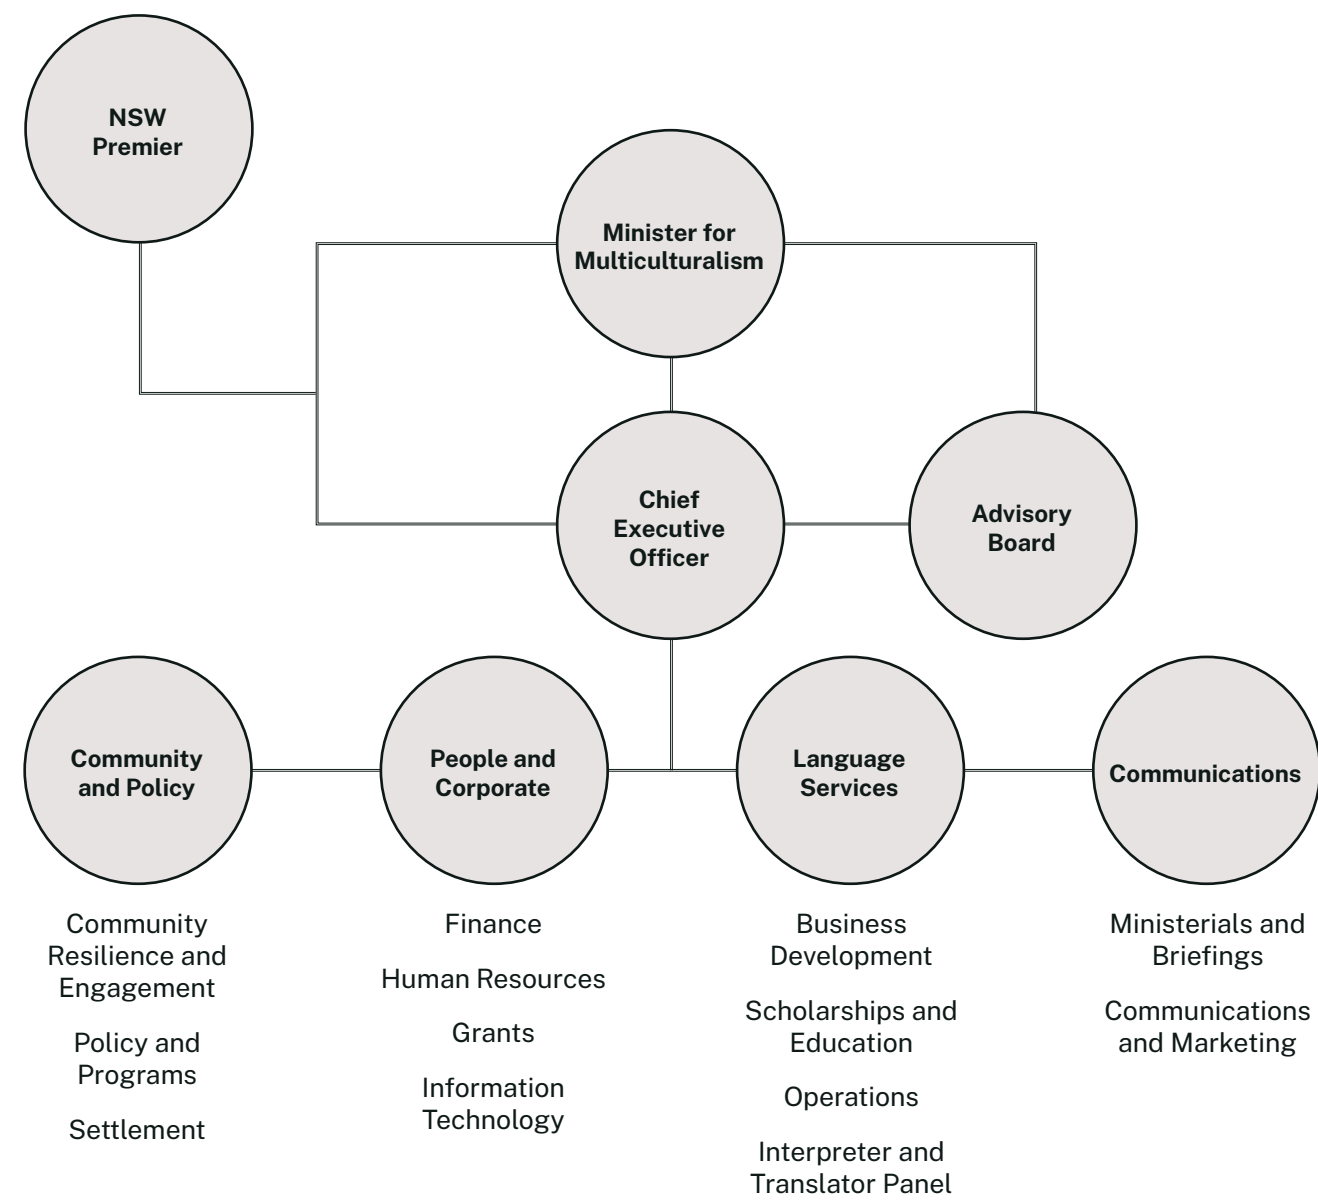 NSW
Premier
Minister for
Multiculturalism
Chief
Executive
Officer
Advisory
Board
Community
and Policy
People and
Corporate
Language
Services
Communications
Community
Resilience and
Engagement
Policy and
Programs
Settlement
Finance
Human Resources
Grants
Information
Technology
Business
Development
Scholarships and
Education
Operations
Interpreter and
Translator Panel
Ministerials and
Briefings
Communications
and Marketing